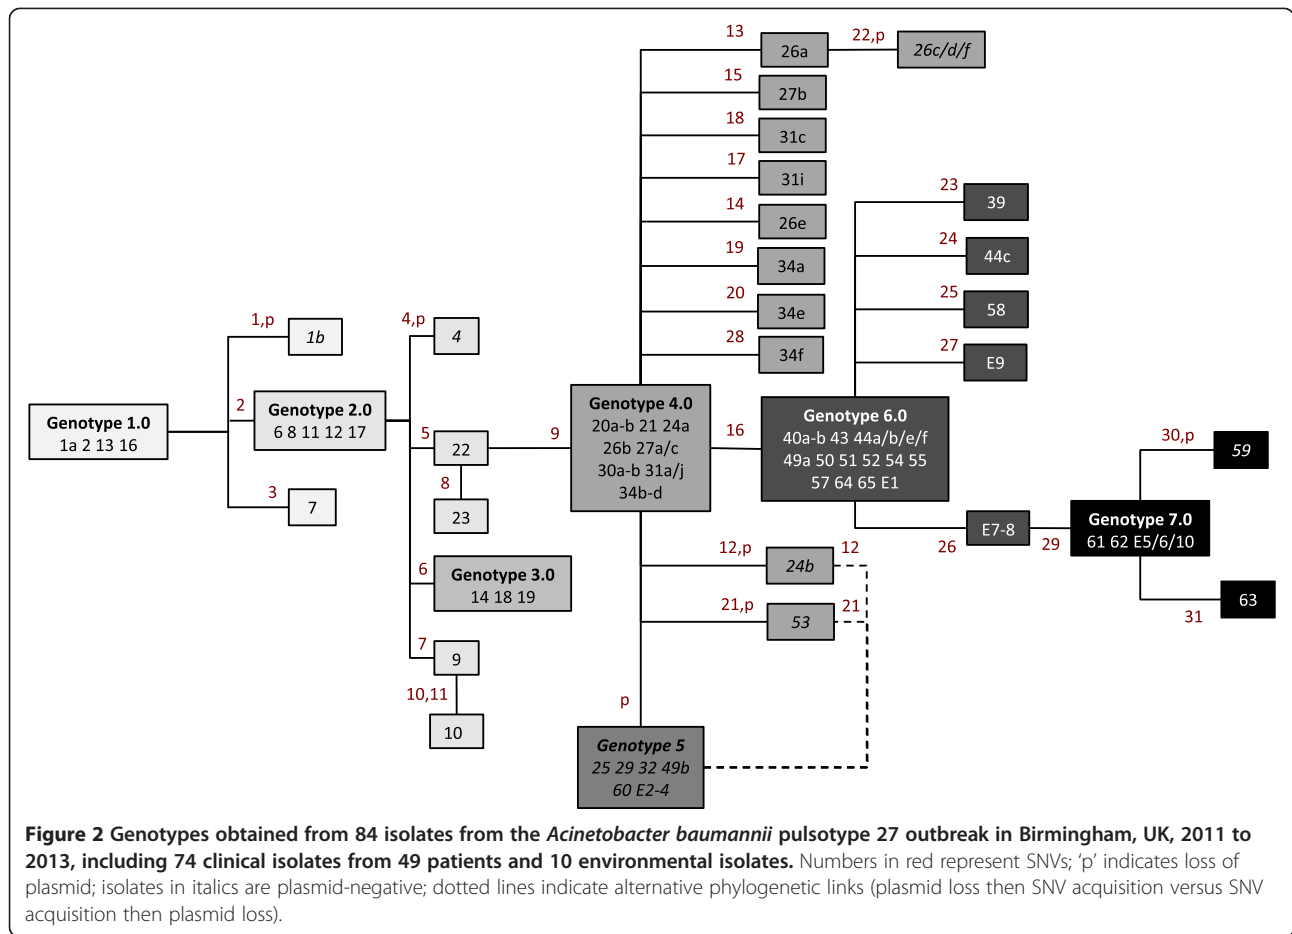 13
26a
22,p
26c/d/f
15
27b
18
31c
17
31i
14
26e
19
34a
20
34e
28
34f
23
39
24
44c
25
58
27
E9
1,p
1b
4,p
4
Genotype 1.0
1a 2 13 16
2
Genotype 2.0
6 8 11 12 17
3
7
5
22
8
23
6
Genotype 3.0
14 18 19
7
9
10,11
10
9
Genotype 4.0
20a-b 21 24a
26b 27a/c
30a-b 31a/j
34b-d
16
Genotype 6.0
40a-b 43 44a/b/e/f
49a 50 51 52 54 55
57 64 65 E1
26
E7-8
29
Genotype 7.0
61 62 E5/6/10
30,p
59
31
63
12,p
24b
12
21,p
53
21
p
Genotype 5
25 29 32 49b
60 E2-4
Figure 2 Genotypes obtained from 84 isolates from the Acinetobacter baumannii pulsotype 27 outbreak in Birmingham, UK, 2011 to
2013, including 74 clinical isolates from 49 patients and 10 environmental isolates. Numbers in red represent SNVs; ‘p’ indicates loss of
plasmid; isolates in italics are plasmid-negative; dotted lines indicate alternative phylogenetic links (plasmid loss then SNV acquisition versus SNV
acquisition then plasmid loss).